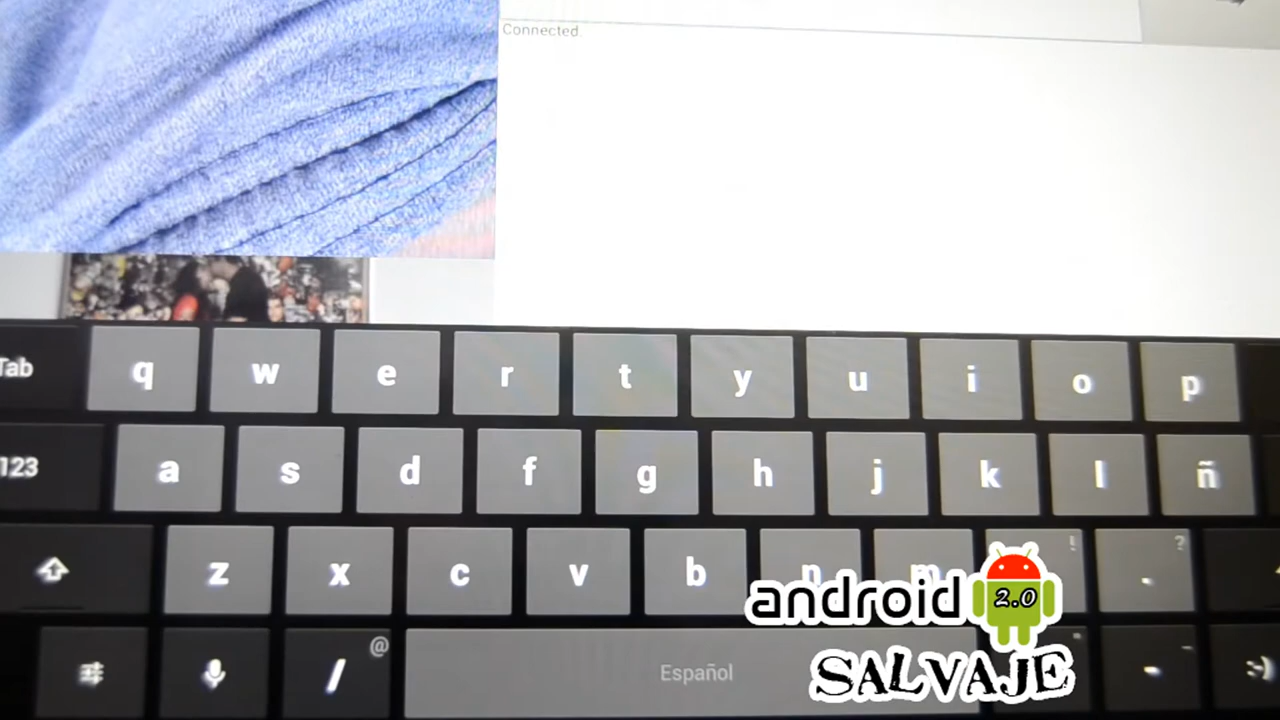 Connected.
Tab q w e r t y u i o p
123 a s d f g h j k l ñ
! ?
z x c v b n m .
@ " -
/ Español - :-)
android 2.0
SALVAJE